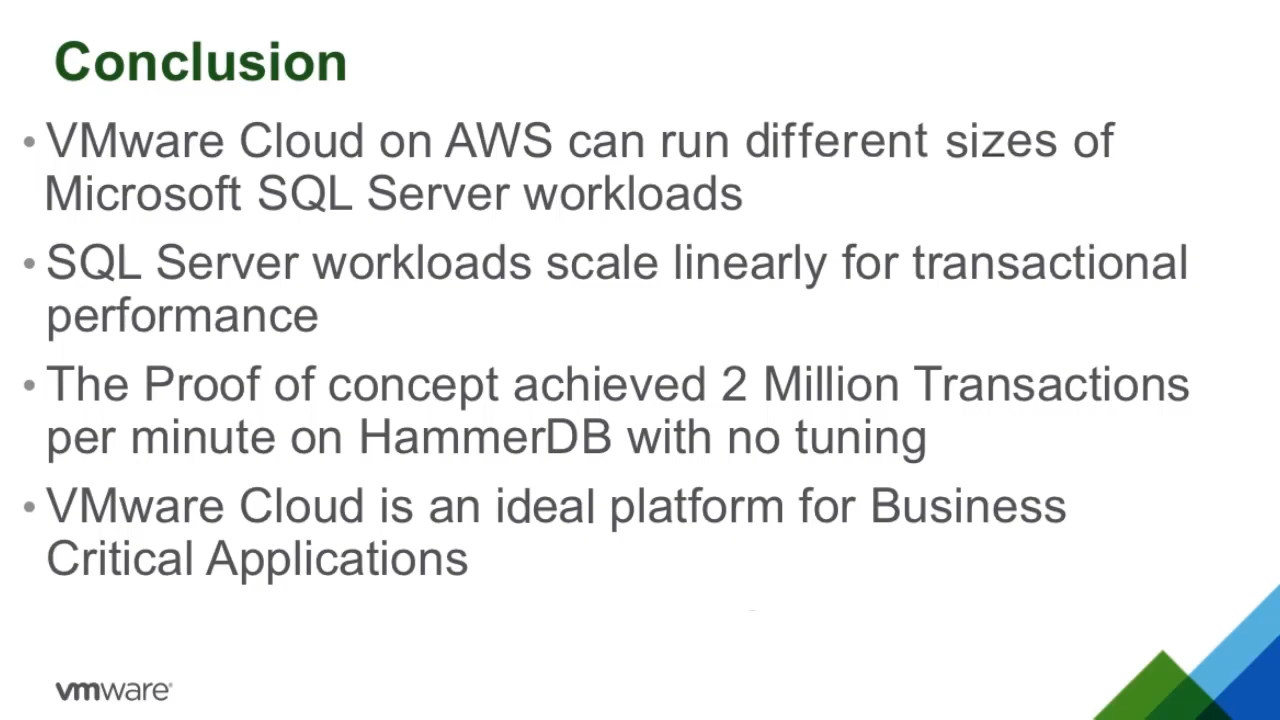 Conclusion
• VMware Cloud on AWS can run different sizes of
Microsoft SQL Server workloads
• SQL Server workloads scale linearly for transactional
performance
• The Proof of concept achieved 2 Million Transactions
per minute on HammerDB with no tuning
• VMware Cloud is an ideal platform for Business
Critical Applications
vmware®